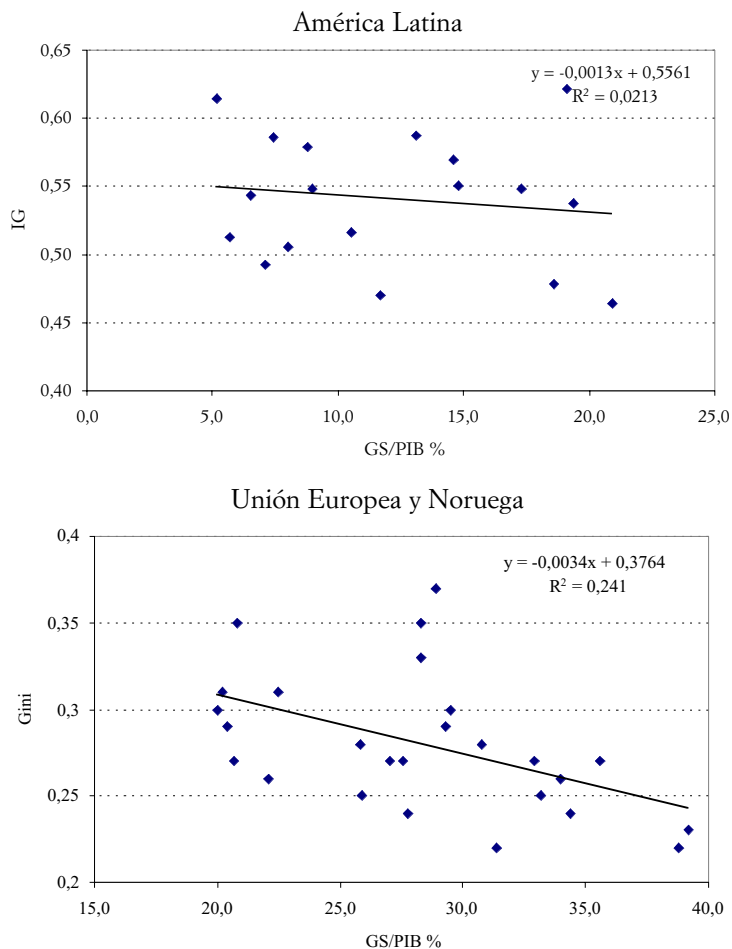 América Latina
0,65
0,60
0,55
0,50
0,45
0,40
IG
y = -0,0013x + 0,5561
R² = 0,0213
0,0
5,0
10,0
15,0
20,0
25,0
GS/PIB %
Unión Europea y Noruega
0,4
0,35
0,3
0,25
0,2
Gini
y = -0,0034x + 0,3764
R² = 0,241
15,0
20,0
25,0
30,0
35,0
40,0
GS/PIB %